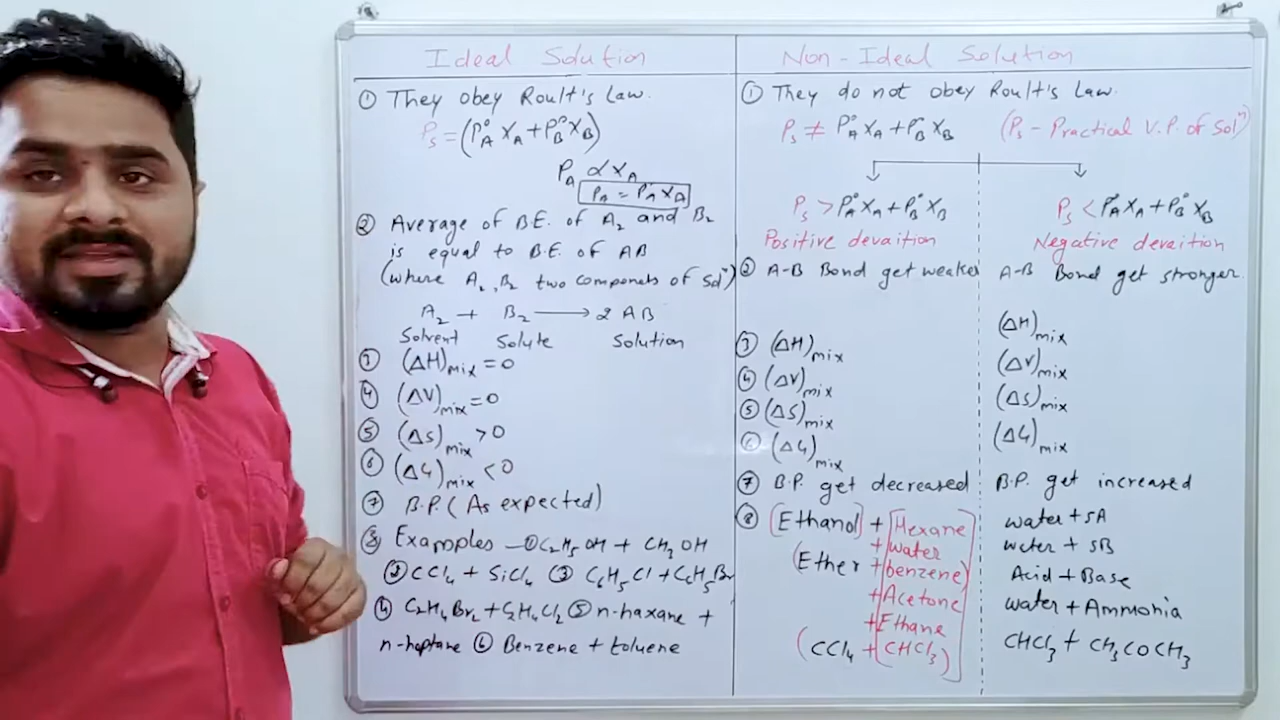 Ideal Solution
① They obey Roult's Law.
Ps = (P°A XA + P°B XB)
PA ∝ XA
PA = P°A XA
② Average of B.E. of A2 and B2
is equal to B.E. of AB
(where A2, B2 two components of Solⁿ)
A2 + B2 → 2 AB
Solvent Solute Solution
③ (ΔH)mix = 0
④ (ΔV)mix = 0
⑤ (ΔS)mix > 0
⑥ (ΔG)mix < 0
⑦ B.P. (As expected)
⑧ Examples — ① C2H5OH + CH3OH
② CCl4 + SiCl4 ③ C6H5Cl + C6H5Br
④ C2H4Br2 + C2H4Cl2 ⑤ n-haxane +
n-heptane ⑥ Benzene + toluene
Non-Ideal Solution
① They do not obey Roult's Law.
Ps ≠ P°A XA + P°B XB (Ps - Practical V.P. of Solⁿ)
Ps > P°A XA + P°B XB
Positive devaition
② A-B Bond get weaker
③ (ΔH)mix
④ (ΔV)mix
⑤ (ΔS)mix
⑥ (ΔG)mix
⑦ B.P. get decreased
⑧ (Ethanol) + Hexane
+ water
(Ether + benzene)
+ Acetone
+ Ethane
(CCl4 + (CHCl3)
Ps < P°A XA + P°B XB
Negative devaition
A-B Bond get stronger.
(ΔH)mix
(ΔV)mix
(ΔS)mix
(ΔG)mix
B.P. get increased
water + SA
water + SB
Acid + Base
water + Ammonia
CHCl3 + CH3COCH3